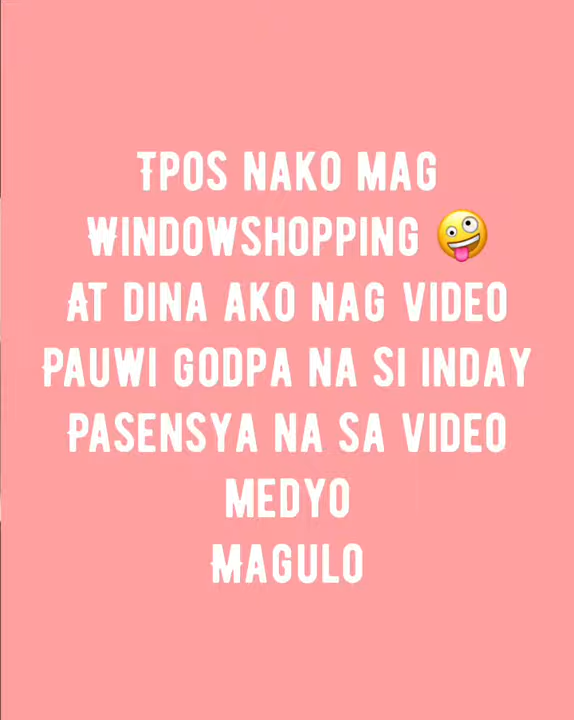 TPOS NAKO MAG
WINDOWSHOPPING 🤪
AT DINA AKO NAG VIDEO
PAUWI GODPA NA SI INDAY
PASENSYA NA SA VIDEO
MEDYO
MAGULO